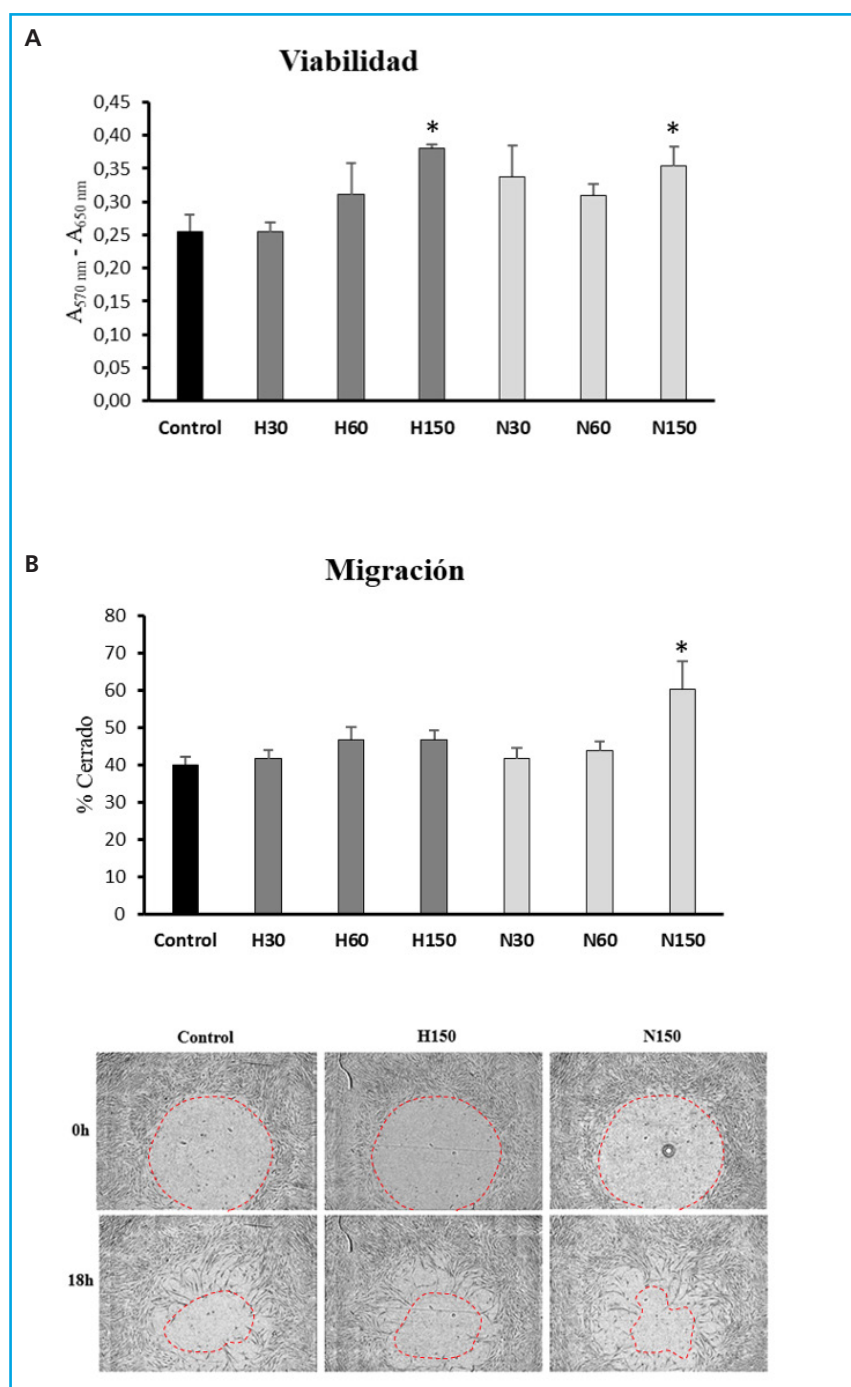 A
Viabilidad
A570 nm - A650 nm
0,45
0,40
0,35
0,30
0,25
0,20
0,15
0,10
0,05
0,00
*
*
Control H30 H60 H150 N30 N60 N150
B
Migración
% Cerrado
80
70
60
50
40
30
20
10
0
*
Control H30 H60 H150 N30 N60 N150
Control H150 N150
0h
18h